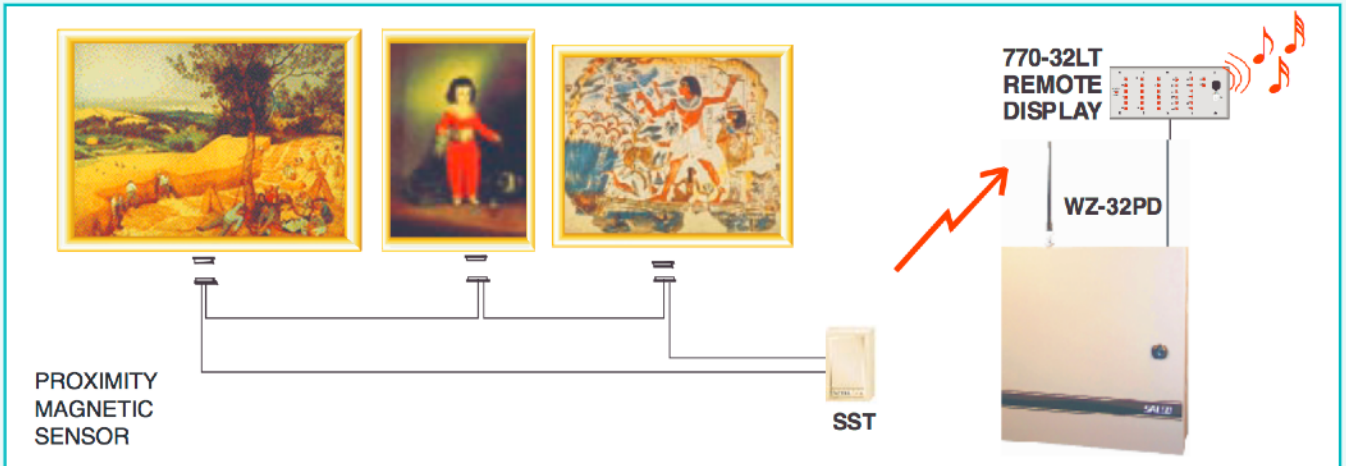 770-32LT
REMOTE
DISPLAY
WZ-32PD
PROXIMITY
MAGNETIC
SENSOR
SST